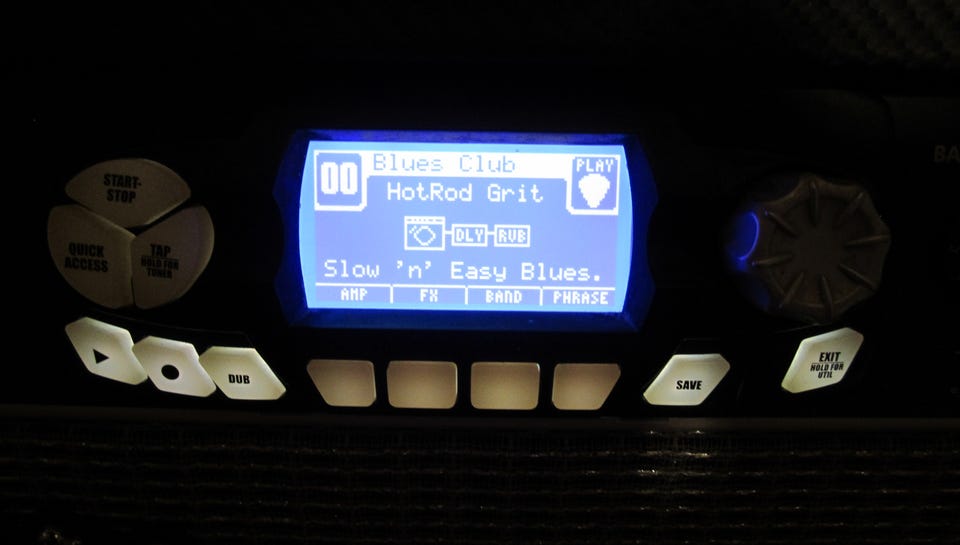 Blues Club
PLAY
00
HotRod Grit
DLY RVB
Slow 'n' Easy Blues.
AMP FX BAND PHRASE
START-
STOP
QUICK
ACCESS
TAP
HOLD FOR
TUNER
DUB
SAVE
EXIT
HOLD FOR
UTIL
BA